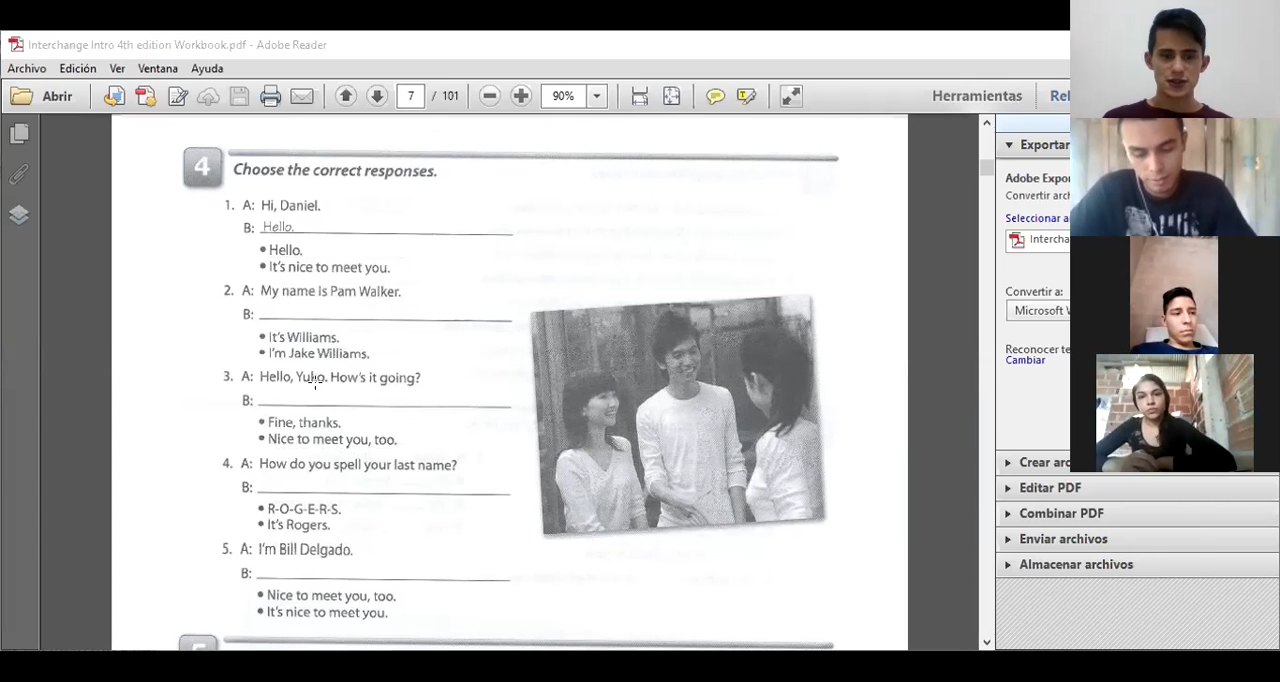 Interchange Intro 4th edition Workbook.pdf - Adobe Reader
Archivo Edición Ver Ventana Ayuda
Abrir 7 / 101 90% Herramientas
Exportar
4 Choose the correct responses.
Adobe
Convertir
1. A: Hi, Daniel.
Seleccionar
B: Hello.
• Hello.
• It's nice to meet you.
2. A: My name is Pam Walker.
Convertir a:
B:
Microsoft
• It's Williams.
• I'm Jake Williams.
Reconocer
Cambiar
3. A: Hello, Yuko. How's it going?
B:
• Fine, thanks.
• Nice to meet you, too.
4. A: How do you spell your last name?
Crear
B:
Editar PDF
• R-O-G-E-R-S.
Combinar PDF
• It's Rogers.
Enviar archivos
5. A: I'm Bill Delgado.
Almacenar archivos
B:
• Nice to meet you, too.
• It's nice to meet you.